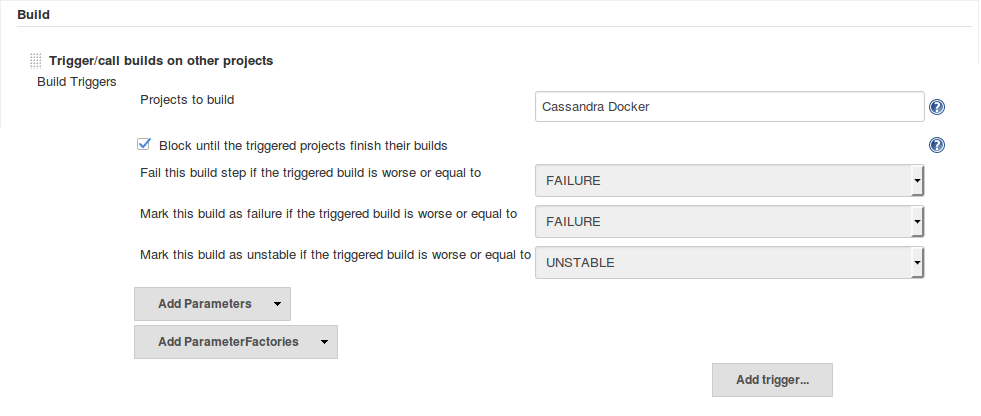 Build
Trigger/call builds on other projects
Build Triggers
Projects to build
Cassandra Docker
?
Block until the triggered projects finish their builds
?
Fail this build step if the triggered build is worse or equal to
FAILURE
Mark this build as failure if the triggered build is worse or equal to
FAILURE
Mark this build as unstable if the triggered build is worse or equal to
UNSTABLE
Add Parameters
Add ParameterFactories
Add trigger...